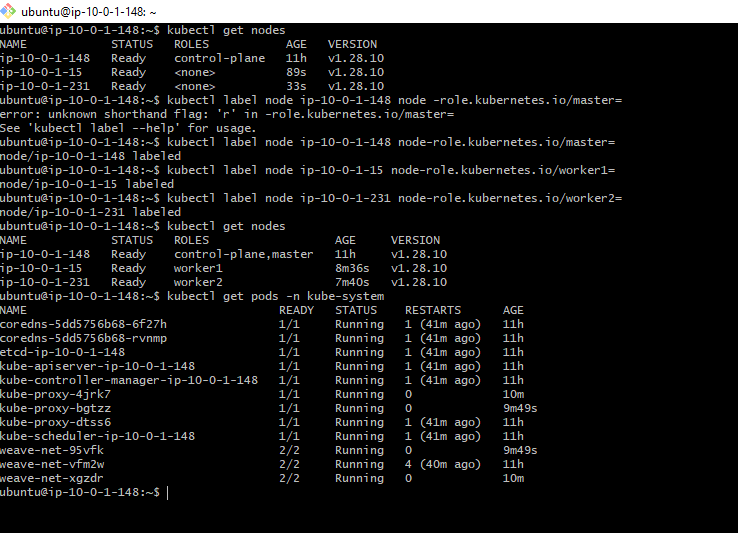 ubuntu@ip-10-0-1-148: ~
ubuntu@ip-10-0-1-148:~$ kubectl get nodes
NAME STATUS ROLES AGE VERSION
ip-10-0-1-148 Ready control-plane 11h v1.28.10
ip-10-0-1-15 Ready <none> 89s v1.28.10
ip-10-0-1-231 Ready <none> 33s v1.28.10
ubuntu@ip-10-0-1-148:~$ kubectl label node ip-10-0-1-148 node -role.kubernetes.io/master=
error: unknown shorthand flag: 'r' in -role.kubernetes.io/master=
See 'kubectl label --help' for usage.
ubuntu@ip-10-0-1-148:~$ kubectl label node ip-10-0-1-148 node-role.kubernetes.io/master=
node/ip-10-0-1-148 labeled
ubuntu@ip-10-0-1-148:~$ kubectl label node ip-10-0-1-15 node-role.kubernetes.io/worker1=
node/ip-10-0-1-15 labeled
ubuntu@ip-10-0-1-148:~$ kubectl label node ip-10-0-1-231 node-role.kubernetes.io/worker2=
node/ip-10-0-1-231 labeled
ubuntu@ip-10-0-1-148:~$ kubectl get nodes
NAME STATUS ROLES AGE VERSION
ip-10-0-1-148 Ready control-plane,master 11h v1.28.10
ip-10-0-1-15 Ready worker1 8m36s v1.28.10
ip-10-0-1-231 Ready worker2 7m40s v1.28.10
ubuntu@ip-10-0-1-148:~$ kubectl get pods -n kube-system
NAME READY STATUS RESTARTS AGE
coredns-5dd5756b68-6f27h 1/1 Running 1 (41m ago) 11h
coredns-5dd5756b68-rvnmp 1/1 Running 1 (41m ago) 11h
etcd-ip-10-0-1-148 1/1 Running 1 (41m ago) 11h
kube-apiserver-ip-10-0-1-148 1/1 Running 1 (41m ago) 11h
kube-controller-manager-ip-10-0-1-148 1/1 Running 1 (41m ago) 11h
kube-proxy-4jrk7 1/1 Running 0 10m
kube-proxy-bgtzz 1/1 Running 0 9m49s
kube-proxy-dtss6 1/1 Running 1 (41m ago) 11h
kube-scheduler-ip-10-0-1-148 1/1 Running 1 (41m ago) 11h
weave-net-95vfk 2/2 Running 0 9m49s
weave-net-vfm2w 2/2 Running 4 (40m ago) 11h
weave-net-xgzdr 2/2 Running 0 10m
ubuntu@ip-10-0-1-148:~$